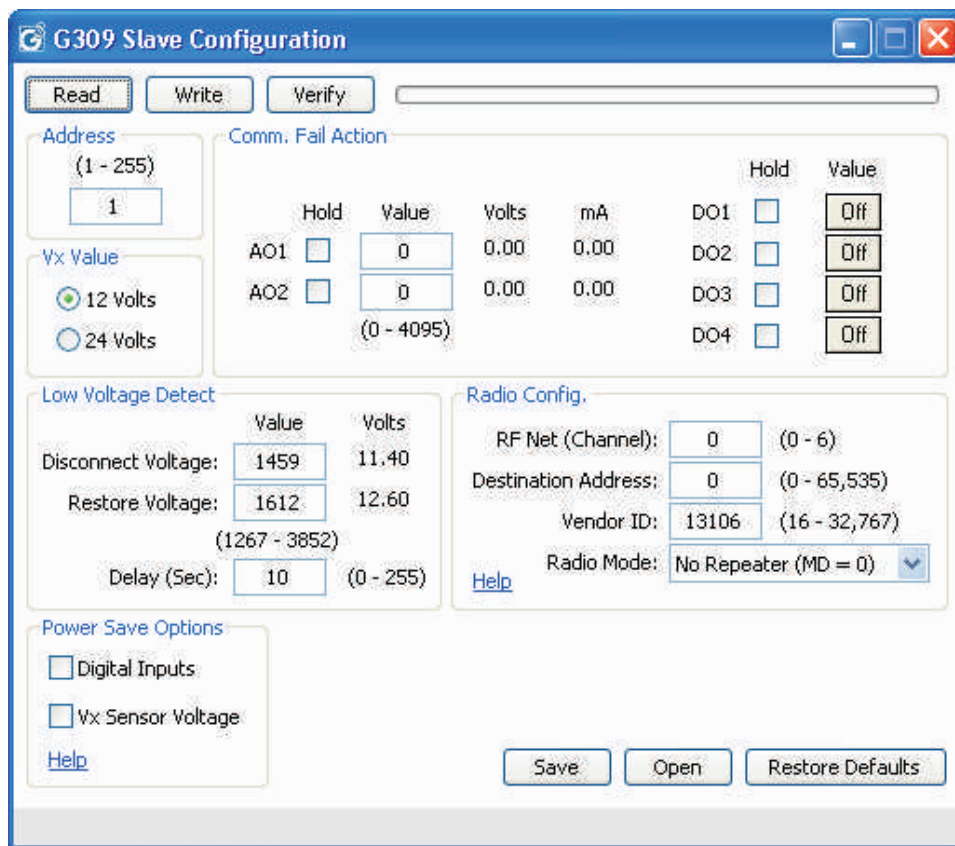 G309 Slave Configuration
Read Write Verify
Address
(1 - 255)
1
Vx Value
12 Volts
24 Volts
Comm. Fail Action
Hold Value Volts mA
AO1 0 0.00 0.00
AO2 0 0.00 0.00
(0 - 4095)
Hold Value
DO1 Off
DO2 Off
DO3 Off
DO4 Off
Low Voltage Detect
Value Volts
Disconnect Voltage: 1459 11.40
Restore Voltage: 1612 12.60
(1267 - 3852)
Delay (Sec): 10 (0 - 255)
Radio Config.
RF Net (Channel): 0 (0 - 6)
Destination Address: 0 (0 - 65,535)
Vendor ID: 13106 (16 - 32,767)
Radio Mode: No Repeater (MD = 0)
Help
Power Save Options
Digital Inputs
Vx Sensor Voltage
Help
Save Open Restore Defaults